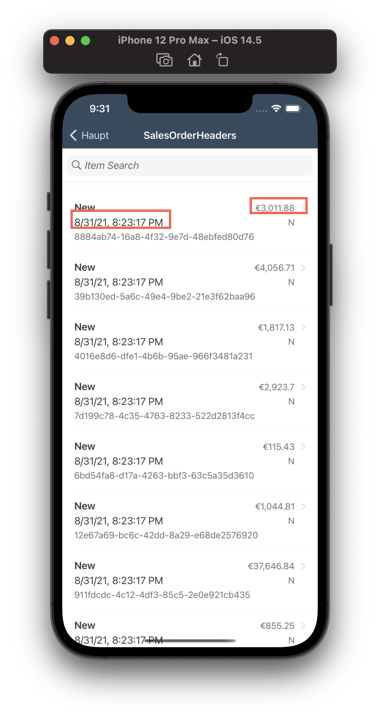 iPhone 12 Pro Max – iOS 14.5
9:31
Haupt
SalesOrderHeaders
Item Search
New
€3,011.88
8/31/21, 8:23:17 PM
N
8884ab74-16a8-4f32-9e7d-48ebfed80d76
New
€4,056.71
8/31/21, 8:23:17 PM
N
39b130ed-5a6c-49e4-9be2-21e3f62baa96
New
€1,817.13
8/31/21, 8:23:17 PM
N
4016e8d6-dfe1-4b6b-95ae-966f3481a231
New
€2,923.7
8/31/21, 8:23:17 PM
N
7d199c78-4c35-4763-8233-522d2813f4cc
New
€115.43
8/31/21, 8:23:17 PM
N
6bd54fa8-d17a-4263-bbf3-63c5a35d3610
New
€1,044.81
8/31/21, 8:23:17 PM
N
12e67a69-bc6c-42dd-8a29-e68de2576920
New
€37,646.84
8/31/21, 8:23:17 PM
N
911fdcdc-4c12-4df3-85c5-2e0e921cb435
New
€855.25
8/31/21, 8:23:17 PM
N